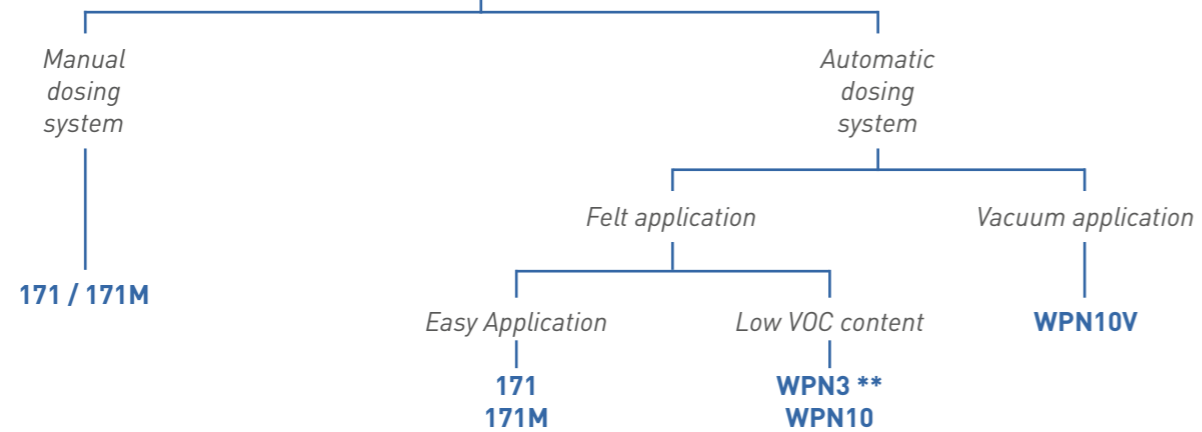 Manual
dosing
system
Automatic
dosing
system
Felt application
Vacuum application
171 / 171M
Easy Application
Low VOC content
WPN10V
171
171M
WPN3 **
WPN10